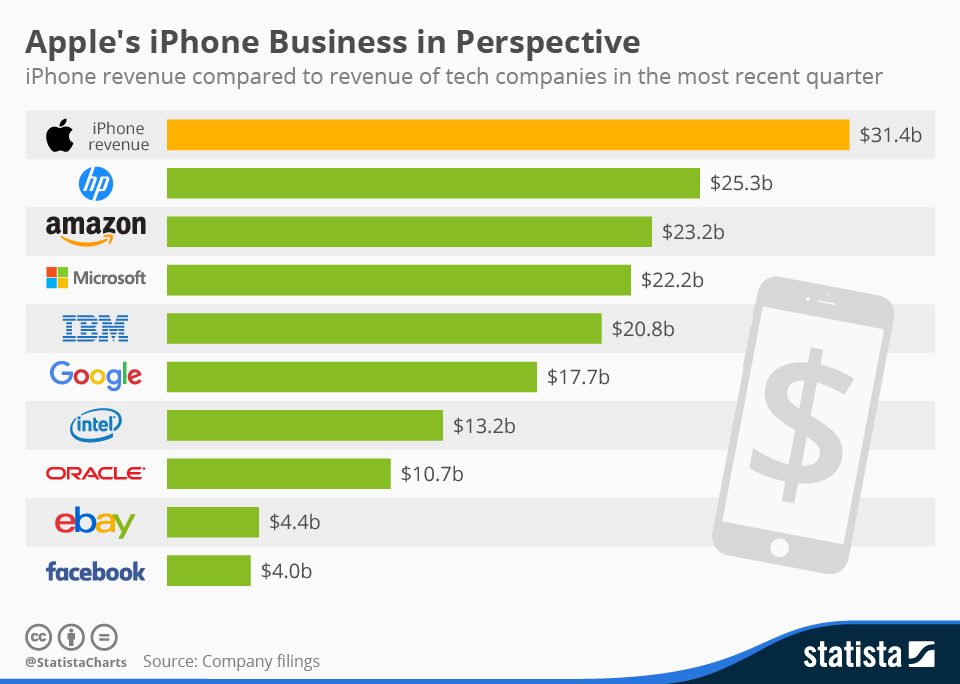 Apple's iPhone Business in Perspective
iPhone revenue compared to revenue of tech companies in the most recent quarter
iPhone
revenue
$31.4b
hp
$25.3b
amazon
$23.2b
Microsoft
$22.2b
IBM
$20.8b
Google
$17.7b
intel
$13.2b
ORACLE
$10.7b
ebay
$4.4b
facebook
$4.0b
$
cc
@StatistaCharts
Source: Company filings
statista